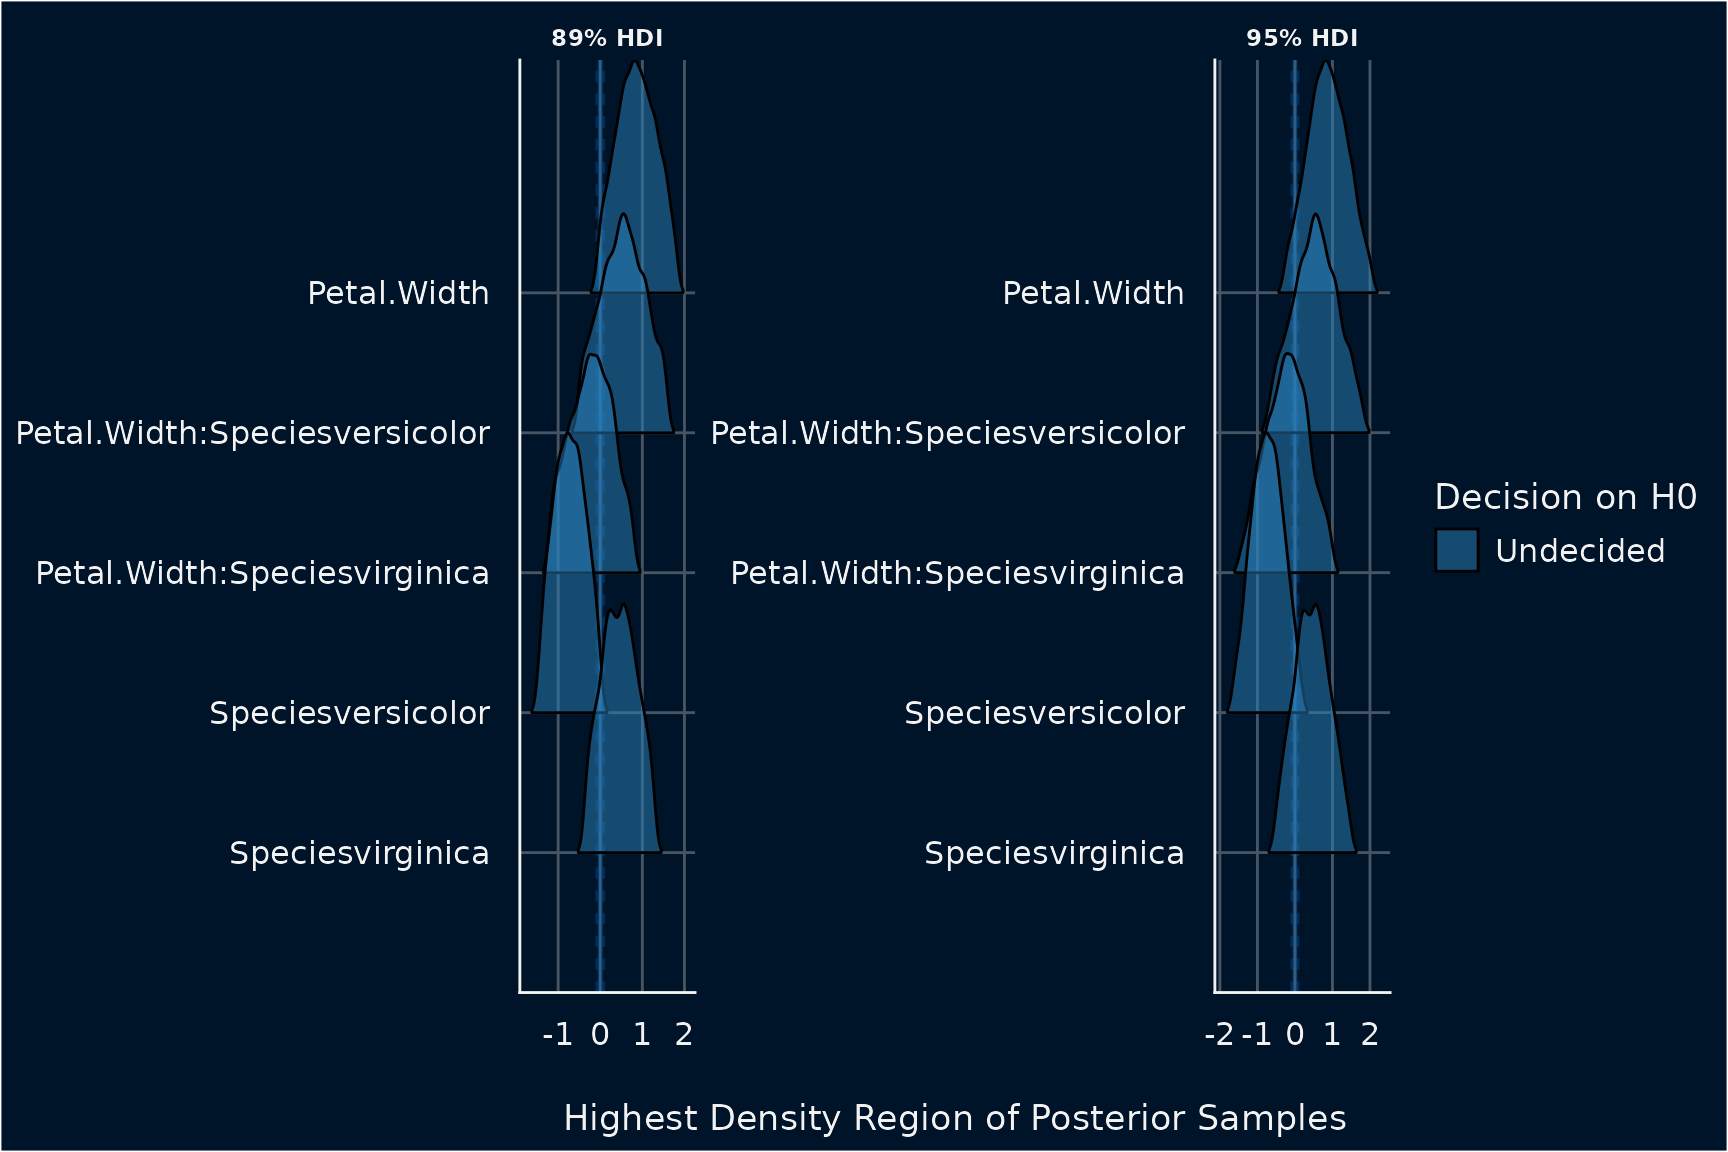 89% HDI
Petal.Width
Petal.Width:Speciesversicolor
Petal.Width:Speciesvirginica
Speciesversicolor
Speciesvirginica
-1 0 1 2
95% HDI
Petal.Width
Petal.Width:Speciesversicolor
Petal.Width:Speciesvirginica
Speciesversicolor
Speciesvirginica
-2 -1 0 1 2
Highest Density Region of Posterior Samples
Decision on H0
Undecided